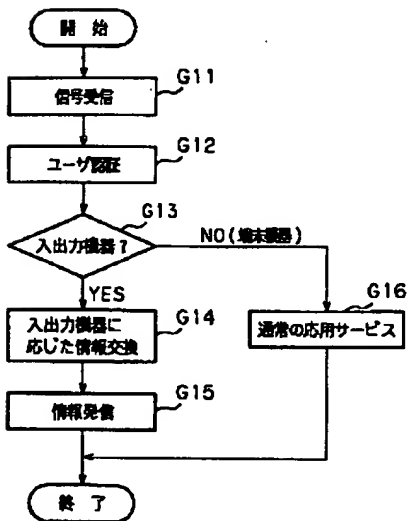 開始
G11
信号受信
G12
ユーザ認証
G13
入出力機器?
NO(端末機器)
YES
G14
入出力機器に
応じた情報交換
G16
通常の応用サービス
G15
情報発信
終了